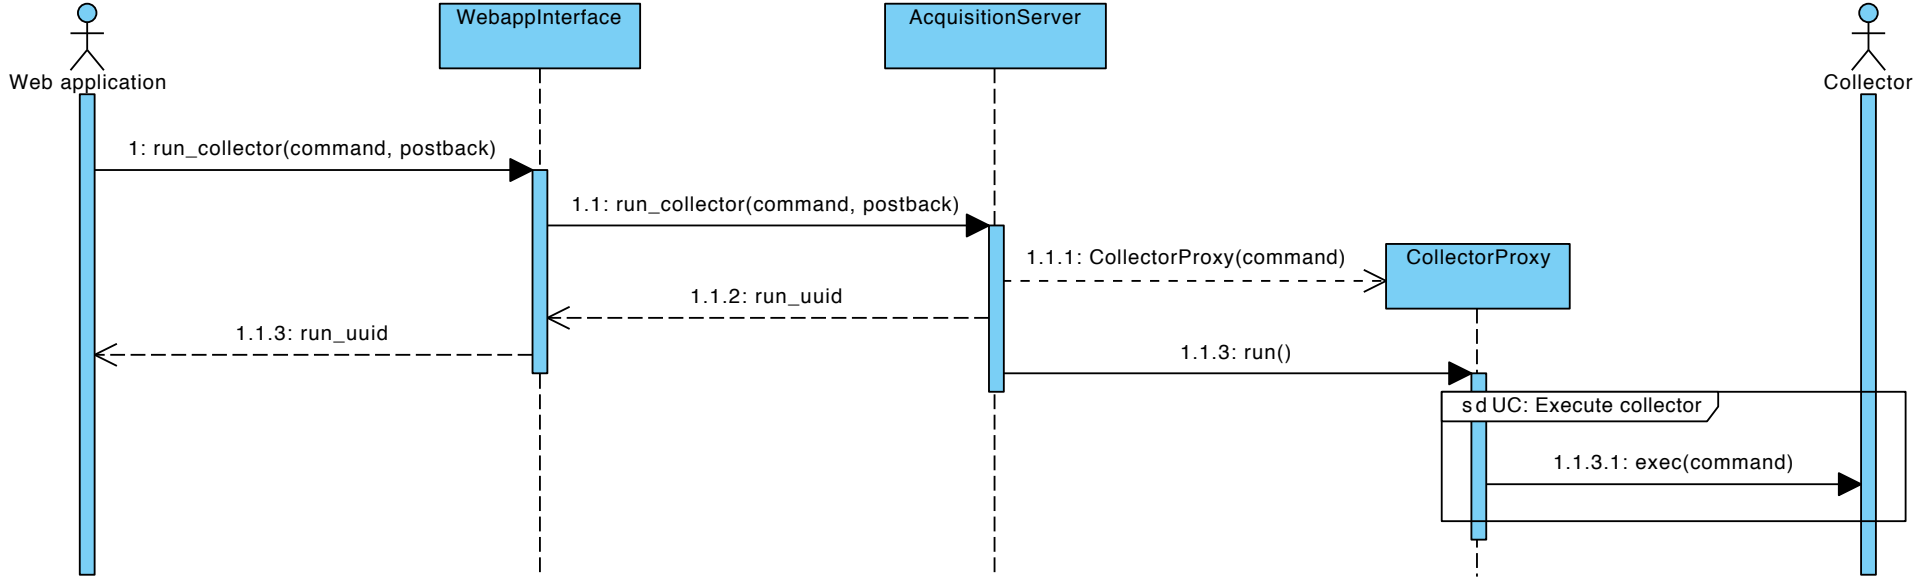 WebappInterface
AcquisitionServer
Web application
Collector
1: run_collector(command, postback)
1.1: run_collector(command, postback)
1.1.1: CollectorProxy(command)
CollectorProxy
1.1.2: run_uuid
1.1.3: run_uuid
1.1.3: run()
sd UC: Execute collector
1.1.3.1: exec(command)